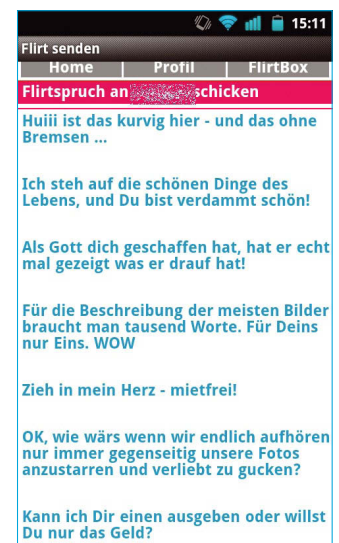 15:11
Flirt senden
Home | Profil | FlirtBox
Flirtspruch an schicken
Huiii ist das kurvig hier - und das ohne
Bremsen ...
Ich steh auf die schönen Dinge des
Lebens, und Du bist verdammt schön!
Als Gott dich geschaffen hat, hat er echt
mal gezeigt was er drauf hat!
Für die Beschreibung der meisten Bilder
braucht man tausend Worte. Für Deins
nur Eins. WOW
Zieh in mein Herz - mietfrei!
OK, wie wärs wenn wir endlich aufhören
nur immer gegenseitig unsere Fotos
anzustarren und verliebt zu gucken?
Kann ich Dir einen ausgeben oder willst
Du nur das Geld?